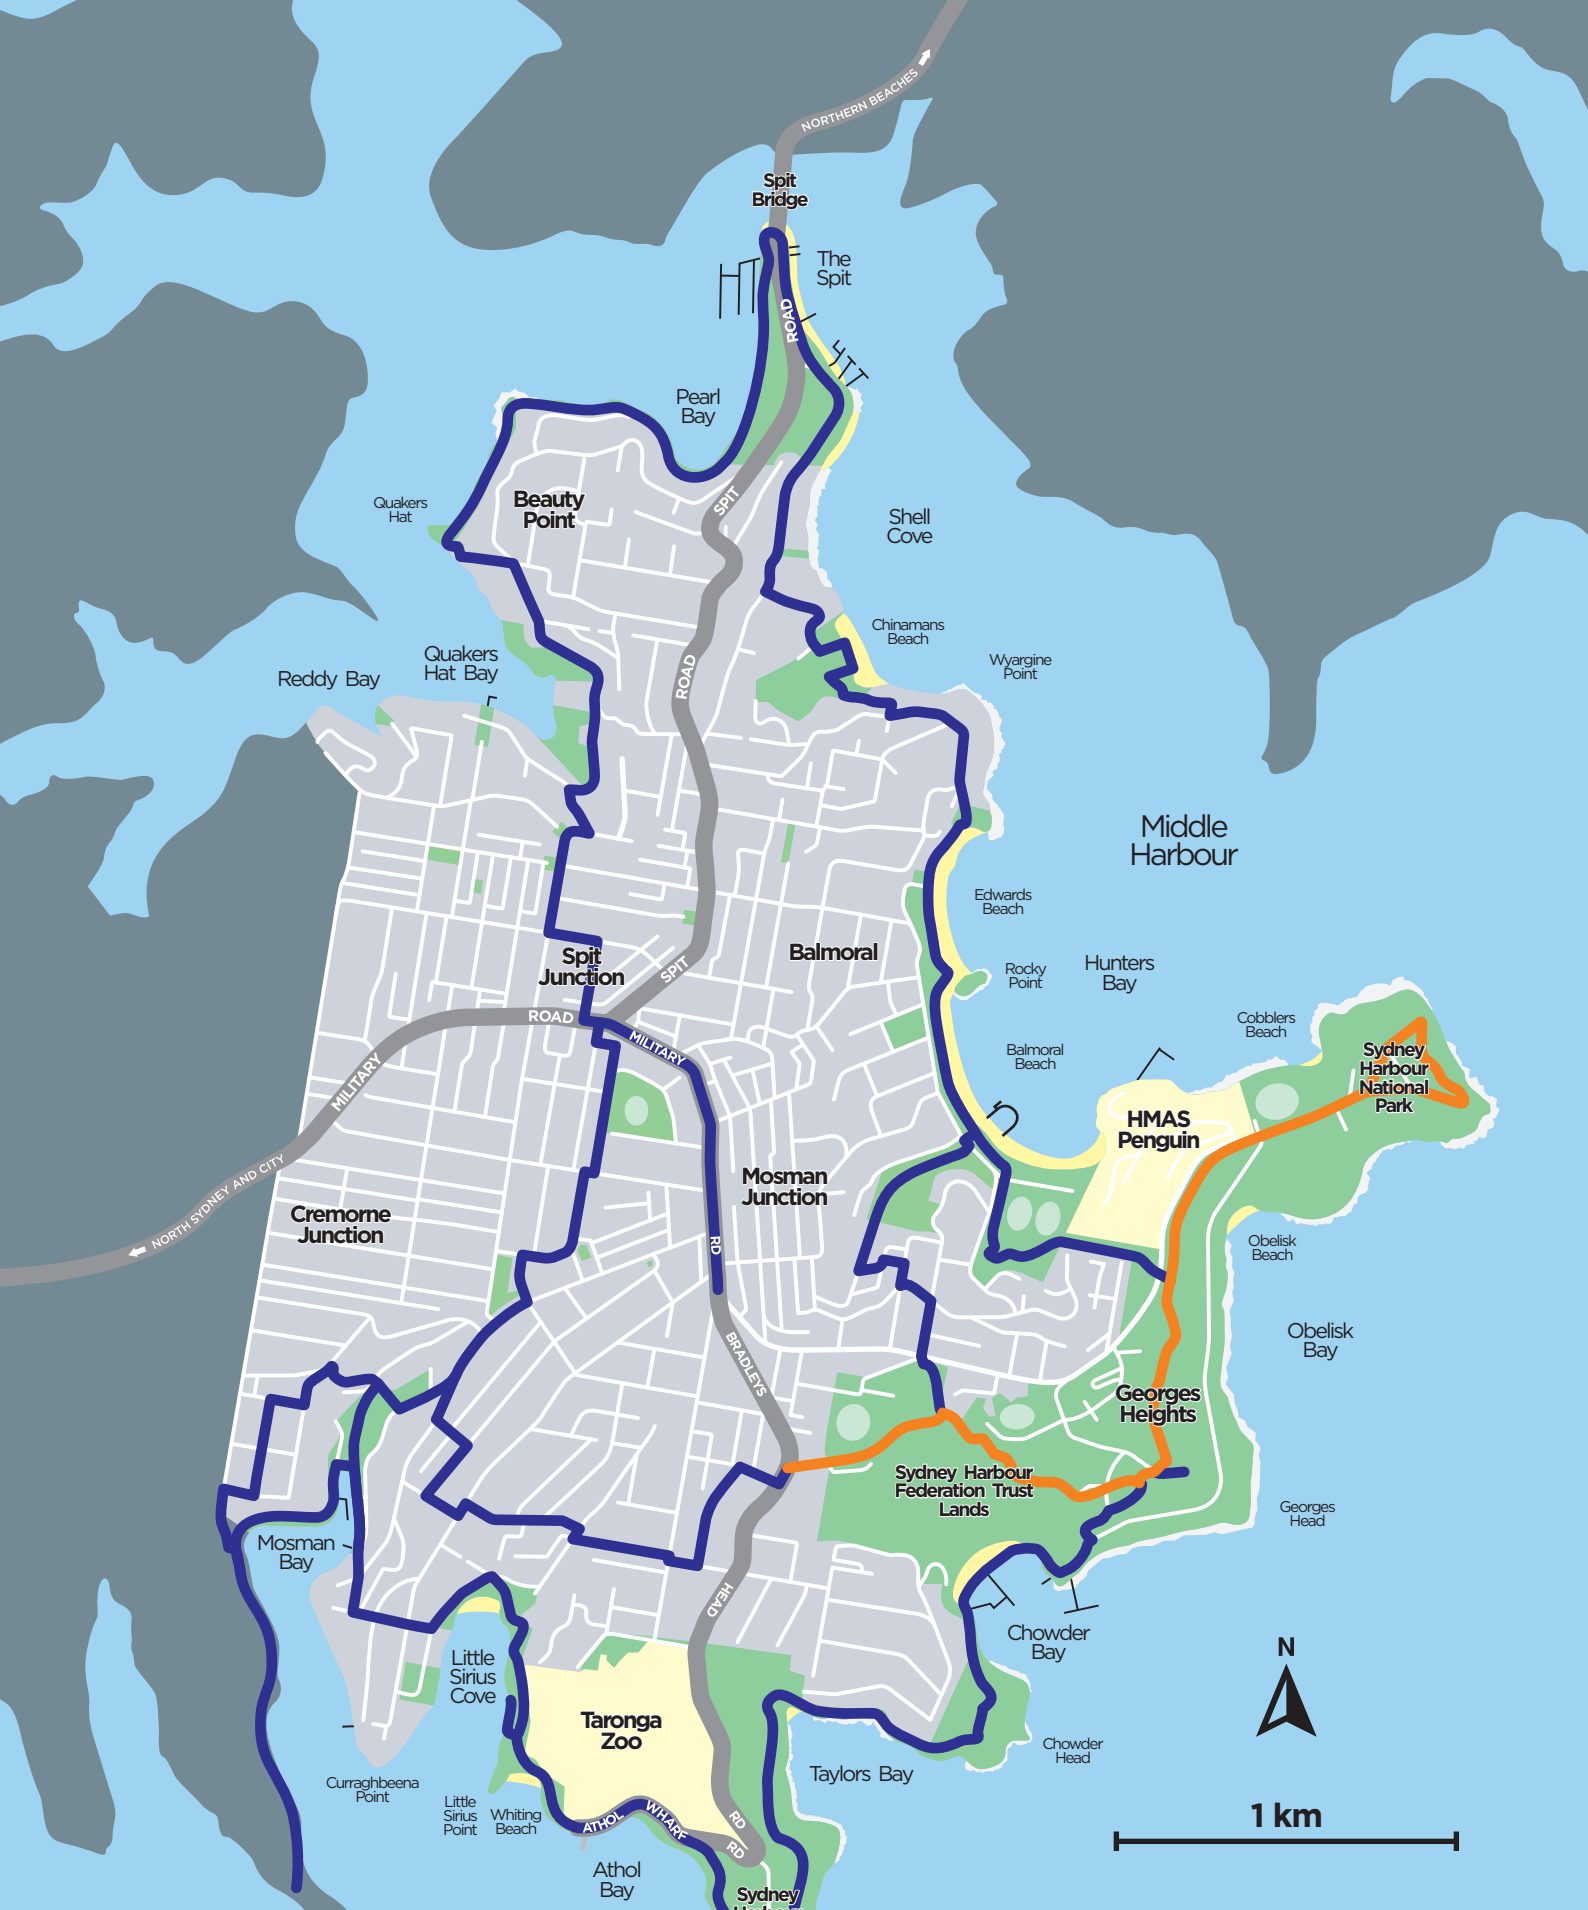 NORTHERN BEACHES
Spit
Bridge
The
Spit
ROAD
Pearl
Bay
SPIT
Quakers
Hat
Beauty
Point
Shell
Cove
Chinamans
Beach
Wyargine
Point
Quakers
Hat Bay
Reddy Bay
ROAD
Middle
Harbour
Edwards
Beach
Balmoral
Spit
Junction
SPIT
Rocky
Point
Hunters
Bay
ROAD
MILITARY
MILITARY
Cobblers
Beach
Balmoral
Beach
Sydney
Harbour
National
Park
HMAS
Penguin
Mosman
Junction
NORTH SYDNEY AND CITY
Cremorne
Junction
RD
Obelisk
Beach
Obelisk
Bay
BRADLEYS
Georges
Heights
Sydney Harbour
Federation Trust
Lands
Georges
Head
Mosman
Bay
HEAD
Chowder
Bay
Little
Sirius
Cove
Taronga
Zoo
N
Chowder
Head
Taylors Bay
Curraghbeena
Point
Little
Sirius
Point
Whiting
Beach
ATHOL
WHARF
RD
RD
1 km
Athol
Bay
Sydney